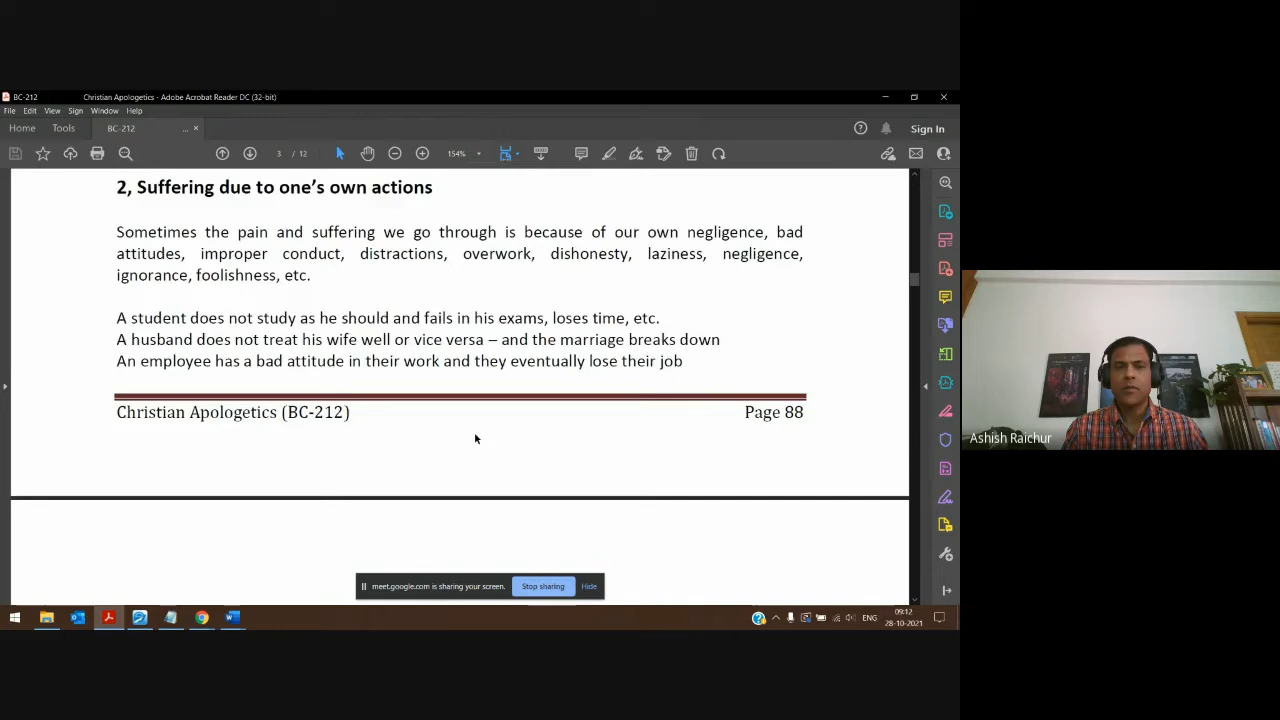 BC-212 Christian Apologetics - Adobe Acrobat Reader DC (32-bit)
File Edit View Sign Window Help
Home Tools BC-212 ... × Sign In
3 / 12 154%
2, Suffering due to one's own actions
Sometimes the pain and suffering we go through is because of our own negligence, bad
attitudes, improper conduct, distractions, overwork, dishonesty, laziness, negligence,
ignorance, foolishness, etc.
A student does not study as he should and fails in his exams, loses time, etc.
A husband does not treat his wife well or vice versa – and the marriage breaks down
An employee has a bad attitude in their work and they eventually lose their job
Christian Apologetics (BC-212) Page 88
Ashish Raichur
meet.google.com is sharing your screen. Stop sharing Hide
ENG
09:12
28-10-2021